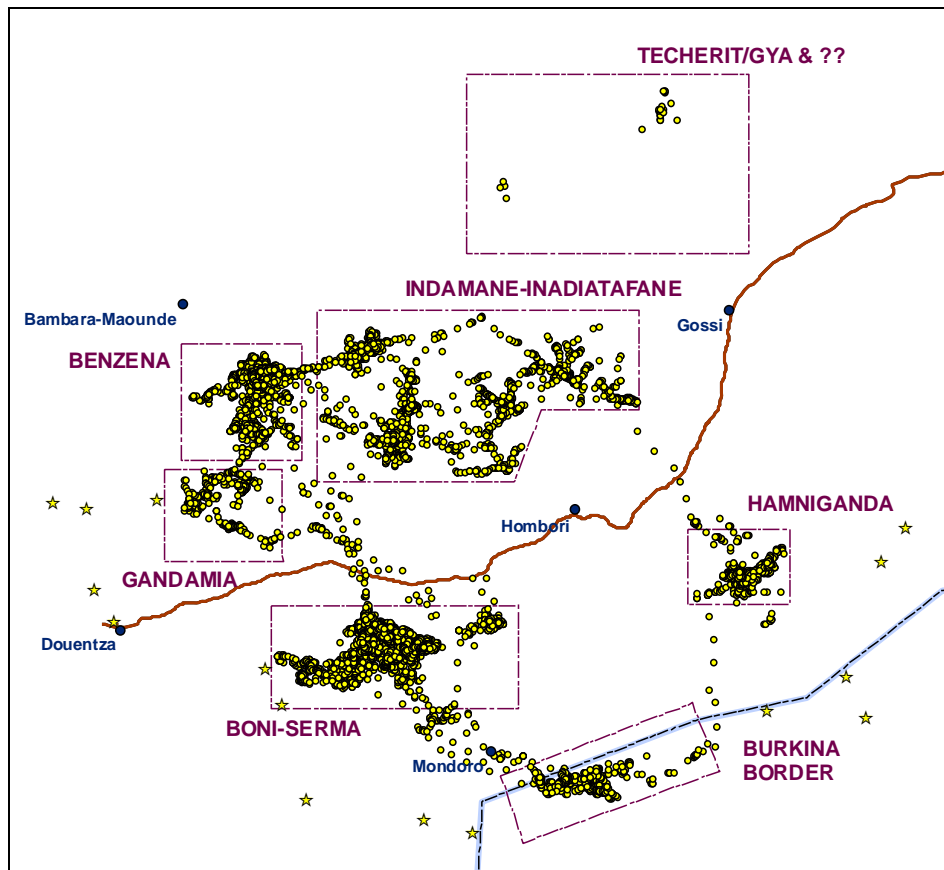 TECHERIT/GYA & ??
INDAMANE-INADIATAFANE
Bambara-Maounde
Gossi
BENZENA
HAMNIGANDA
Hombori
GANDAMIA
Douentza
BONI-SERMA
Mondoro
BURKINA
BORDER